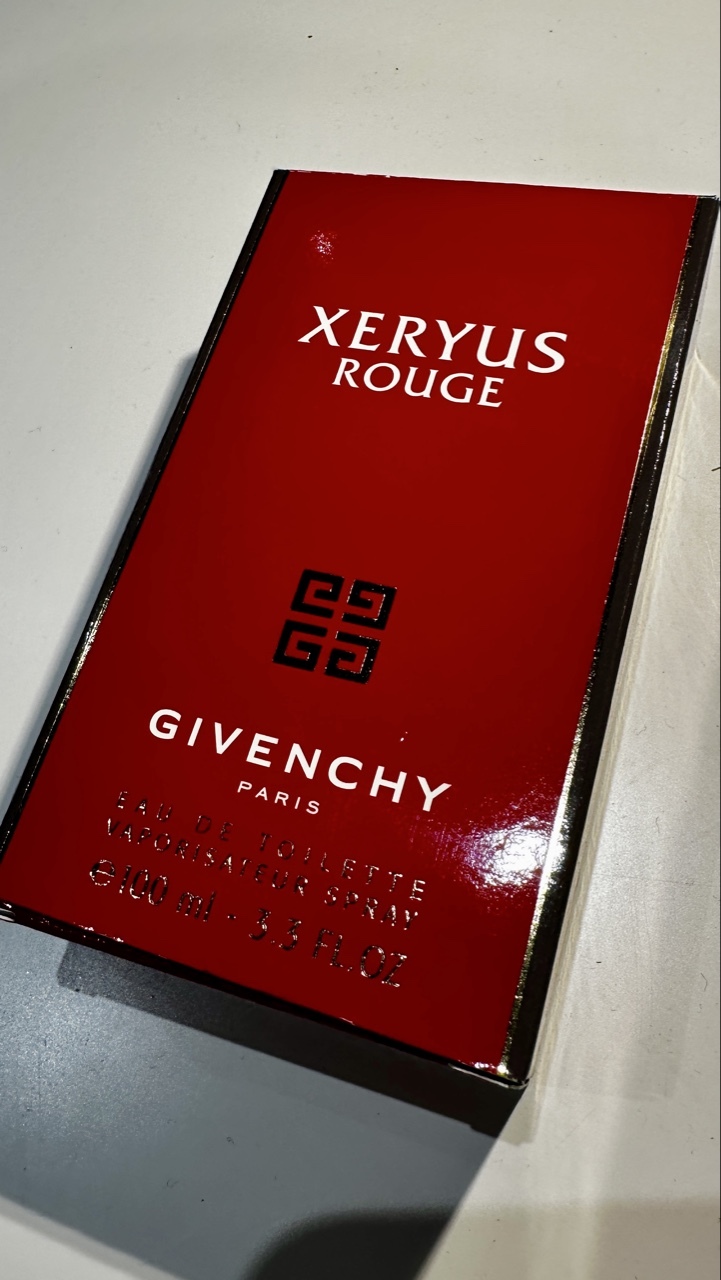 XERYUS
ROUGE
GIVENCHY
PARIS
EAU DE TOILETTE
VAPORISATEUR SPRAY
℮100 ml - 3.3 FL.OZ